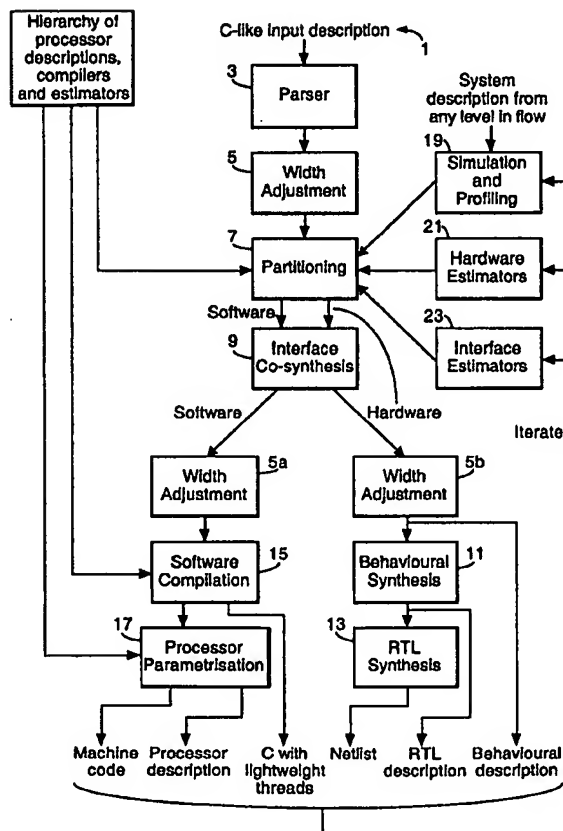 Hierarchy of
processor
descriptions,
compilers
and estimators
C-like input description
1
3
Parser
System
description from
any level in flow
5
Width
Adjustment
19
Simulation
and
Profiling
7
Partitioning
21
Hardware
Estimators
Software
9
Interface
Co-synthesis
23
Interface
Estimators
Software
Hardware
Iterate
Width
Adjustment
5a
Width
Adjustment
5b
Software
Compilation
15
Behavioural
Synthesis
11
17
Processor
Parametrisation
13
RTL
Synthesis
Machine
code
Processor
description
C with
lightweight
threads
Netlist
RTL
description
Behavioural
description